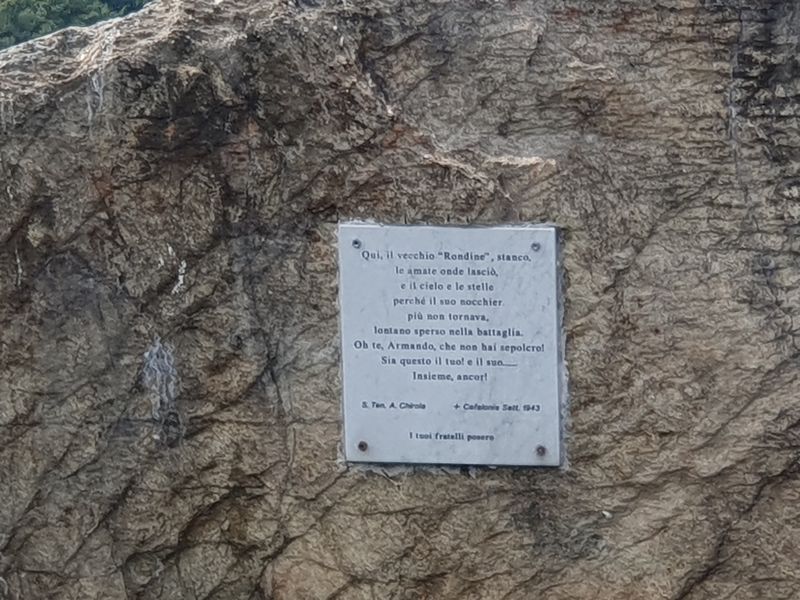 Qui, il vecchio "Rondine", stanco,
le amate onde lasciò,
e il cielo e le stelle
perché il suo nocchier
più non tornava,
lontano sperso nella battaglia.
Oh te, Armando, che non hai sepolcro!
Sia questo il tuo! e il suo......
Insieme, ancor!
S. Ten. A. Chirola + Cefalonia Sett. 1943
I tuoi fratelli posero